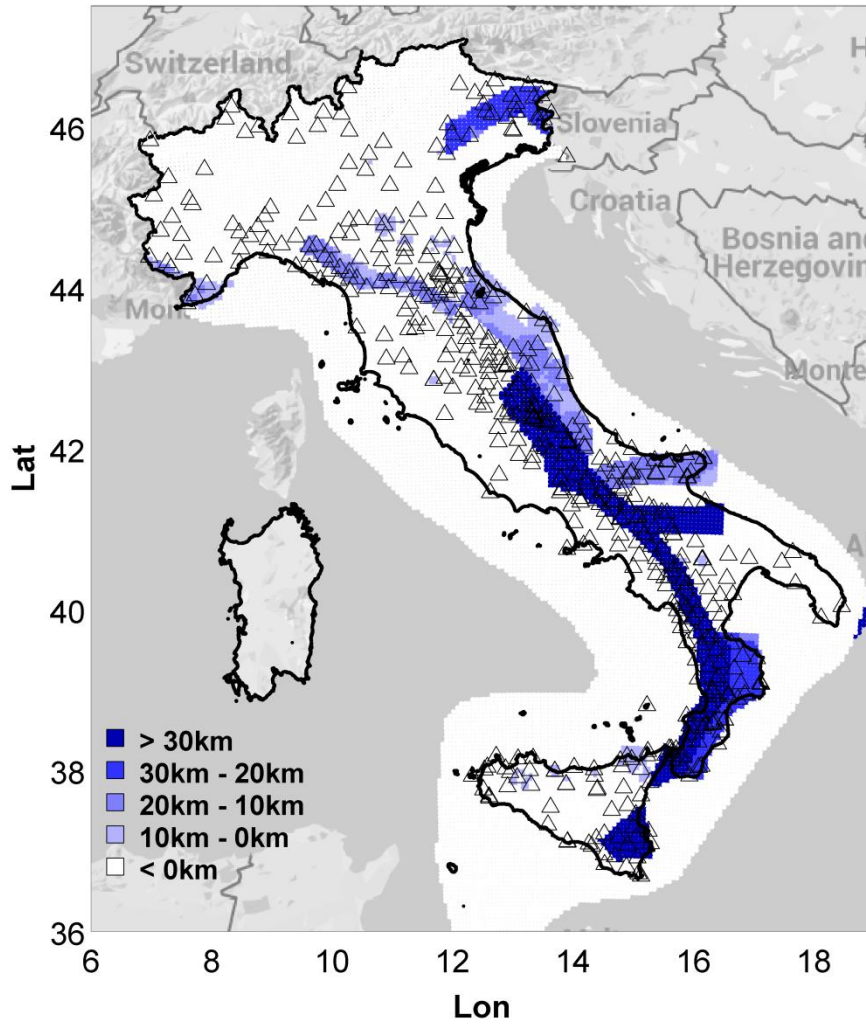 Switzerland
H
46
Slovenia
Croatia
Bosnia and
Herzegovin
44
Mon
Monte
42
Lat
A
40
> 30km
30km - 20km
38
20km - 10km
10km - 0km
< 0km
36
6 8 10 12 14 16 18
Lon